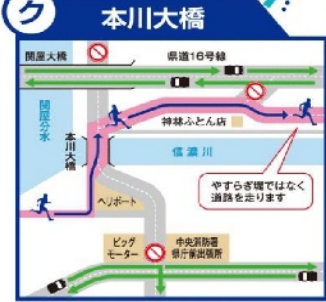 ク 本川大橋
関屋大橋
県道16号線
関屋分水
本川大橋
神林ふとん店
信濃川
やすらぎ堤ではなく
道路を走ります
ヘリポート
ビッグ
モーター
中央消防署
県庁前出張所